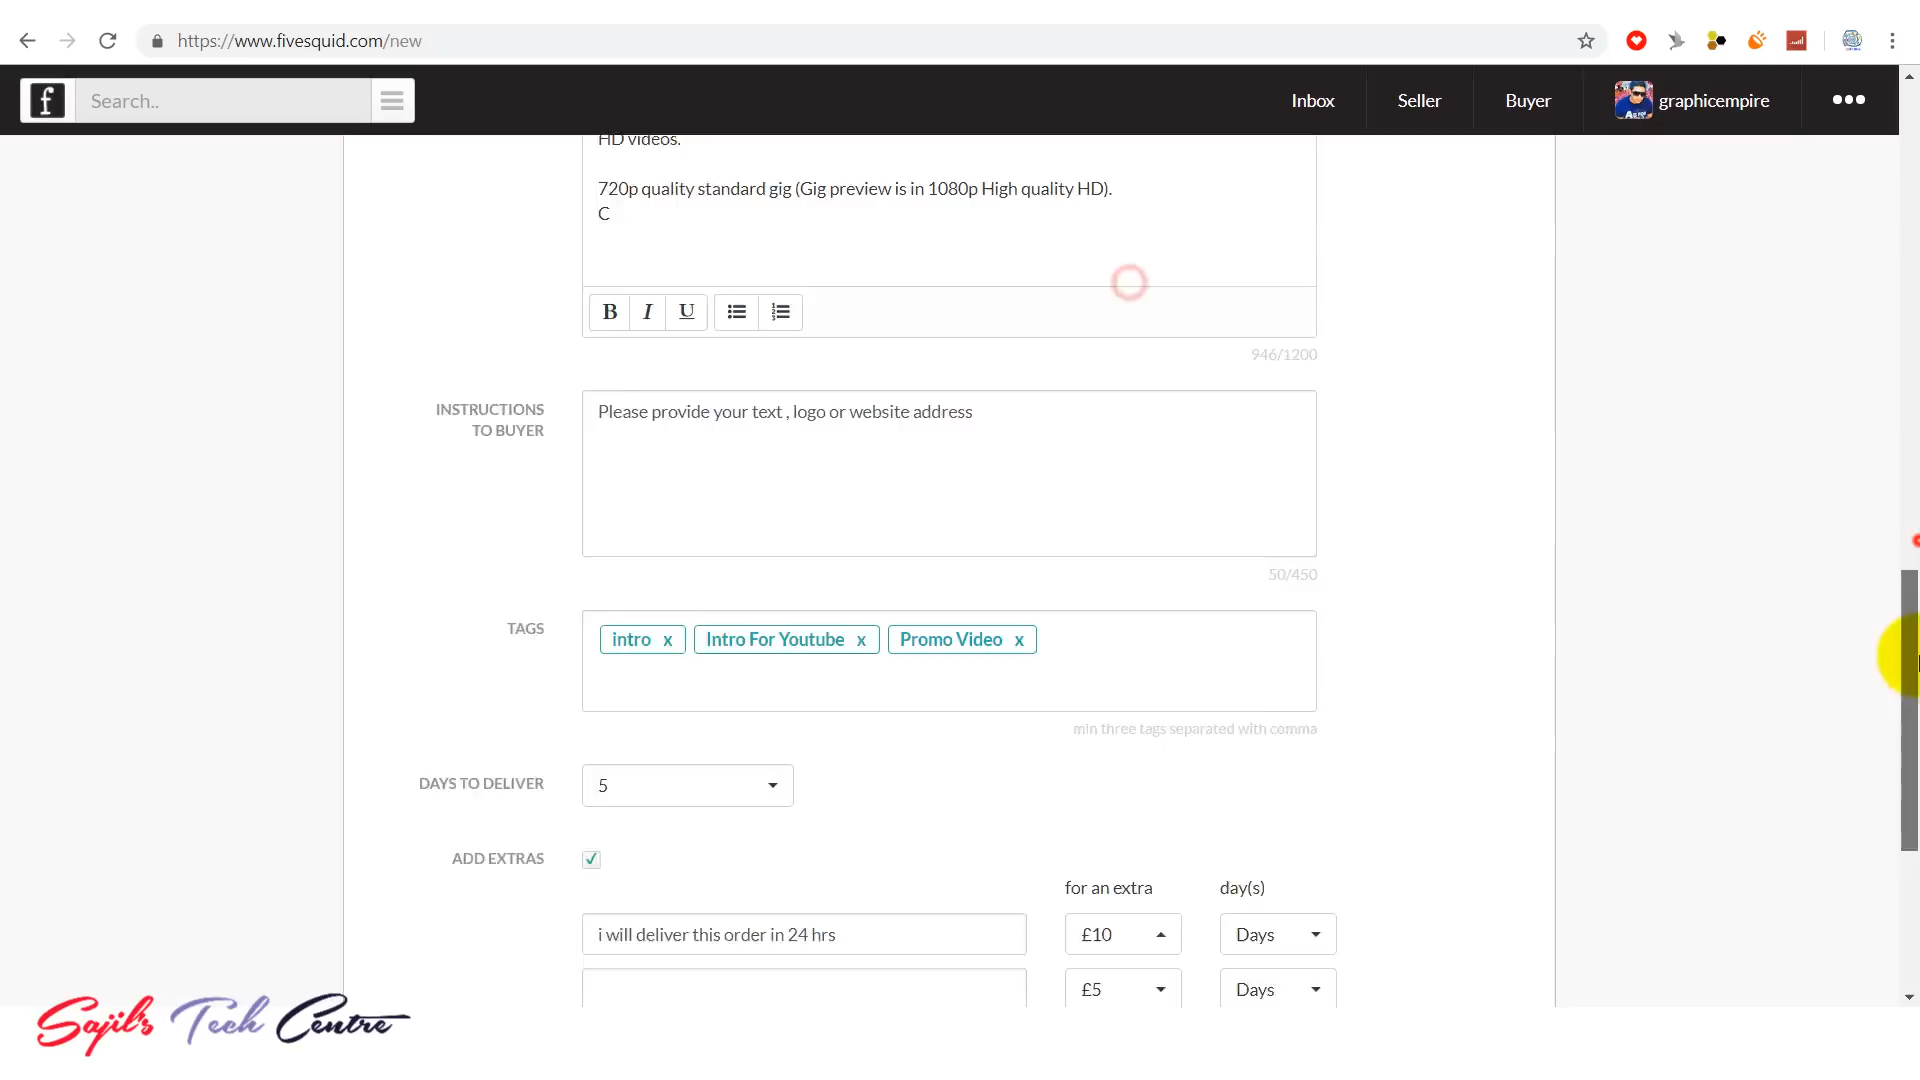 https://www.fivesquid.com/new
f
Search..
Inbox
Seller
Buyer
graphicempire
HD videos.
720p quality standard gig (Gig preview is in 1080p High quality HD).
C
B I U
946/1200
INSTRUCTIONS
TO BUYER
Please provide your text , logo or website address
50/450
TAGS
intro x
Intro For Youtube x
Promo Video x
min three tags separated with comma
DAYS TO DELIVER
5
ADD EXTRAS
for an extra
day(s)
i will deliver this order in 24 hrs
£10
Days
£5
Days
Sajil's Tech Centre